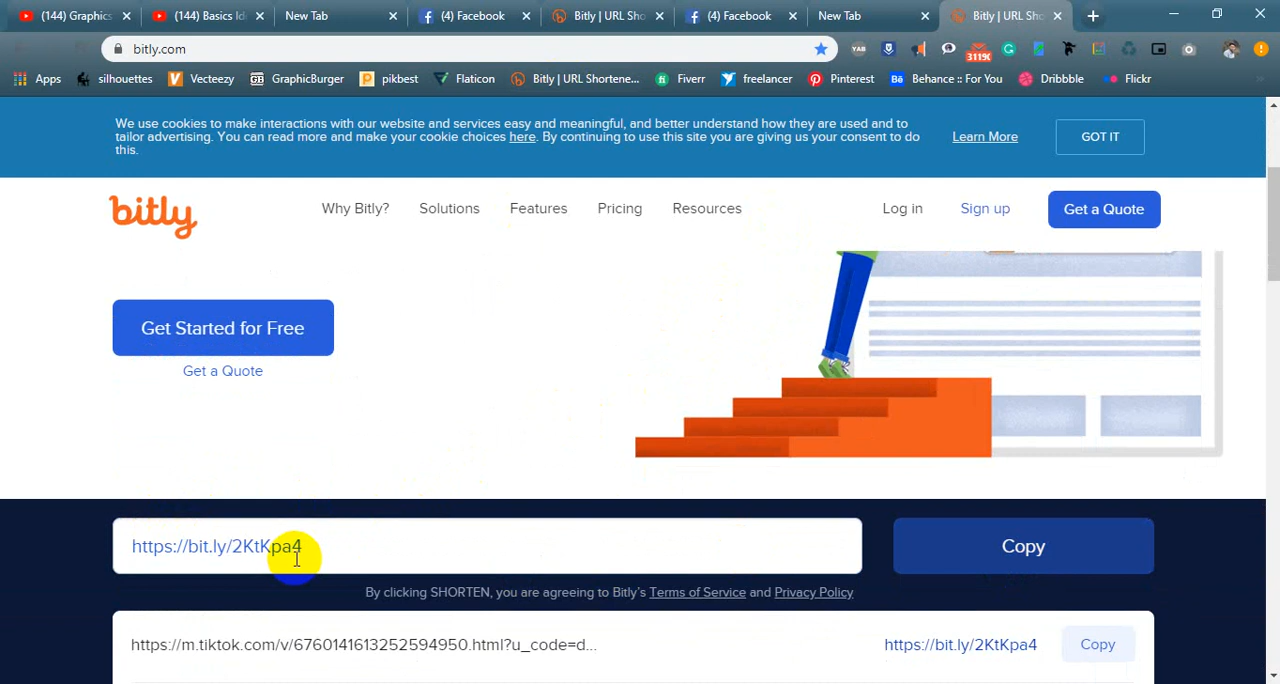 (144) Graphics
(144) Basics Id
New Tab
(4) Facebook
Bitly | URL Sho
(4) Facebook
New Tab
Bitly | URL Sho
bitly.com
YAB
311%
Apps
silhouettes
Vecteezy
GraphicBurger
pikbest
Flaticon
Bitly | URL Shortene...
Fiverr
freelancer
Pinterest
Behance :: For You
Dribbble
Flickr
We use cookies to make interactions with our website and services easy and meaningful, and better understand how they are used and to
tailor advertising. You can read more and make your cookie choices here. By continuing to use this site you are giving us your consent to do
this.
Learn More
GOT IT
bitly
Why Bitly?
Solutions
Features
Pricing
Resources
Log in
Sign up
Get a Quote
Get Started for Free
Get a Quote
https://bit.ly/2KtKpa4
Copy
By clicking SHORTEN, you are agreeing to Bitly's Terms of Service and Privacy Policy
https://m.tiktok.com/v/6760141613252594950.html?u_code=d...
https://bit.ly/2KtKpa4
Copy